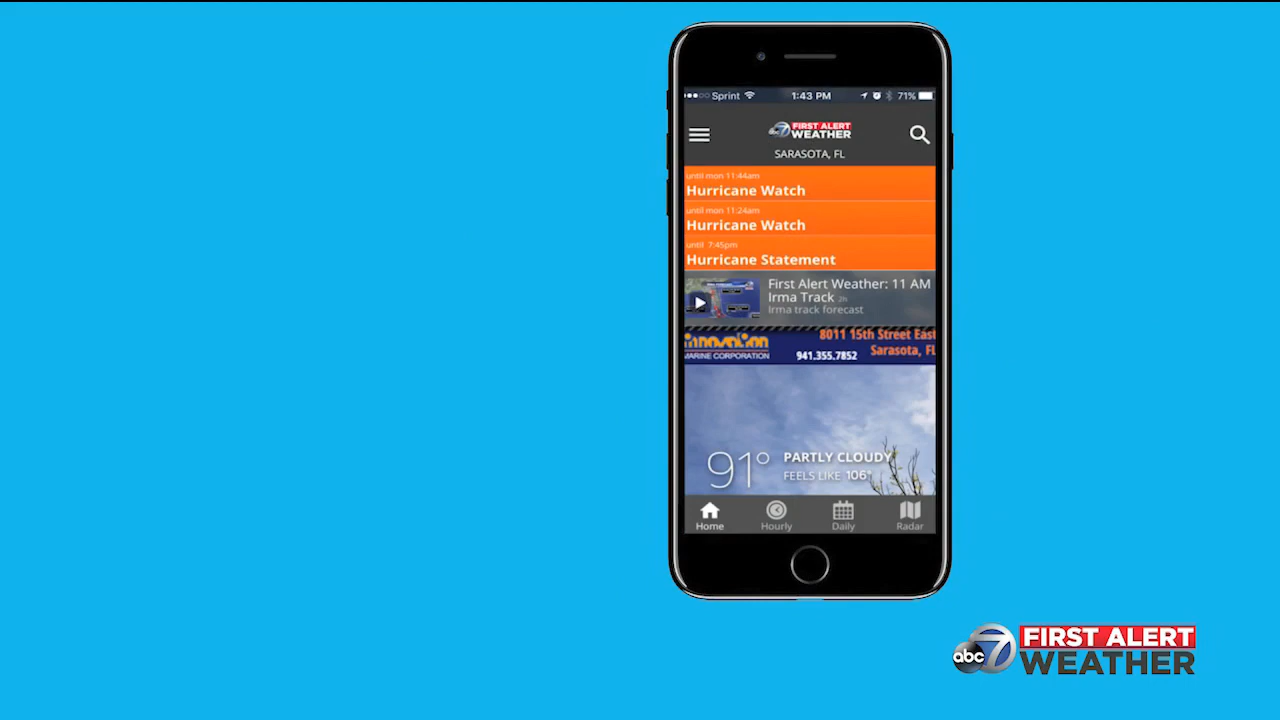 Sprint 1:43 PM 71%
abc 7 FIRST ALERT
WEATHER
SARASOTA, FL
until mon 11:44am
Hurricane Watch
until mon 11:24am
Hurricane Watch
until 7:45pm
Hurricane Statement
First Alert Weather: 11 AM
Irma Track 2h
Irma track forecast
innovation
MARINE CORPORATION
8011 15th Street East
941.355.7852 Sarasota, FL
91° PARTLY CLOUDY
FEELS LIKE 106°
Home Hourly Daily Radar
abc 7 FIRST ALERT
WEATHER